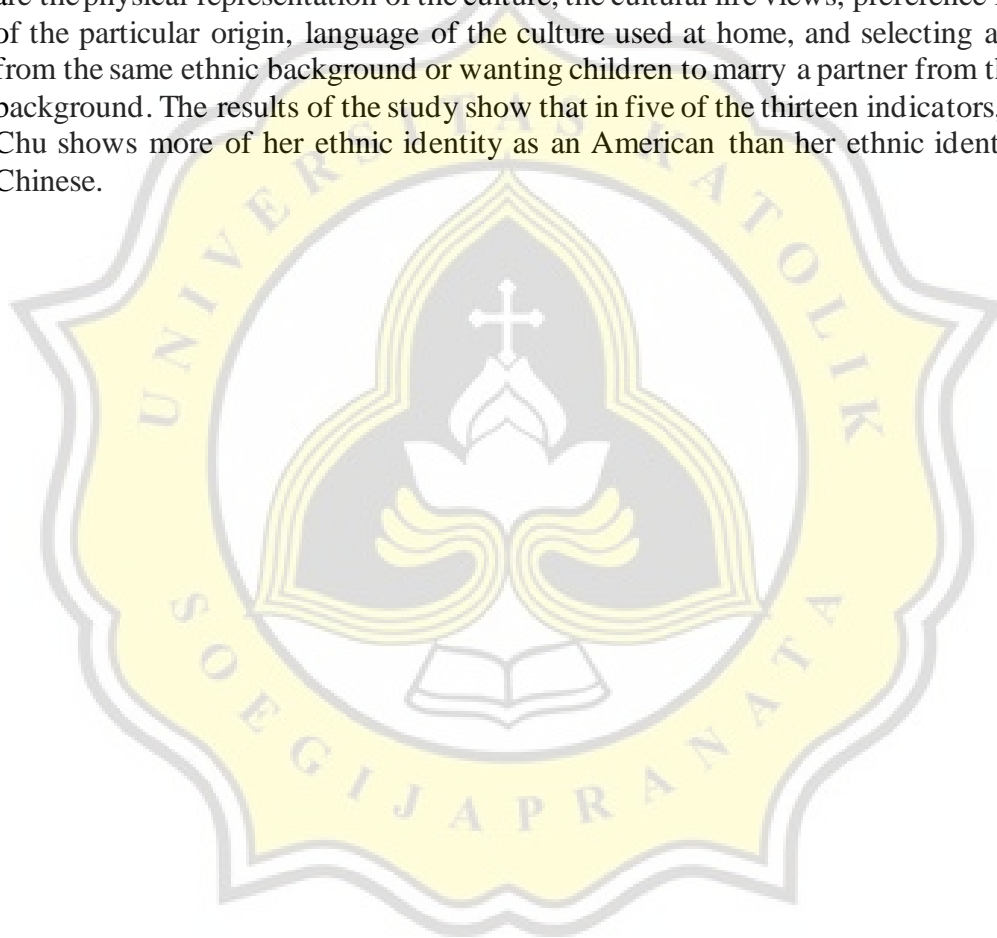 are the physical representation of the culture, the cultural life views, preference
of the particular origin, language of the culture used at home, and selecting a
from the same ethnic background or wanting children to marry a partner from
background. The results of the study show that in five of the thirteen indicators,
Chu shows more of her ethnic identity as an American than her ethnic
Chinese.
UNIVERSITAS KATOLIK
SOEGIJAPRANATA